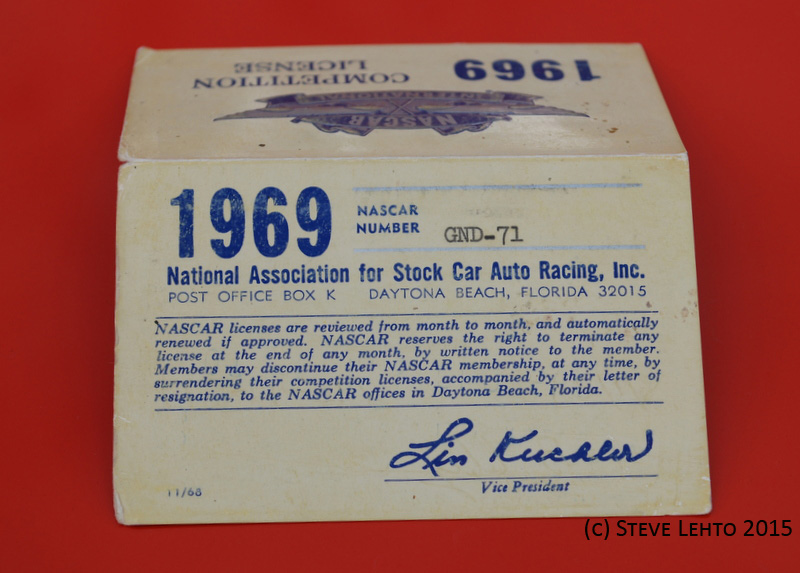 1969
COMPETITION
LICENSE
NASCAR
INTERNATIONAL
1969
NASCAR
NUMBER
GND-71
National Association for Stock Car Auto Racing, Inc.
POST OFFICE BOX K DAYTONA BEACH, FLORIDA 32015
NASCAR licenses are reviewed from month to month, and automatically
renewed if approved. NASCAR reserves the right to terminate any
license at the end of any month, by written notice to the member.
Members may discontinue their NASCAR membership, at any time, by
surrendering their competition licenses, accompanied by their letter of
resignation, to the NASCAR offices in Daytona Beach, Florida.
Lin Kuchler
Vice President
11/68
(c) STEVE LEHTO 2015